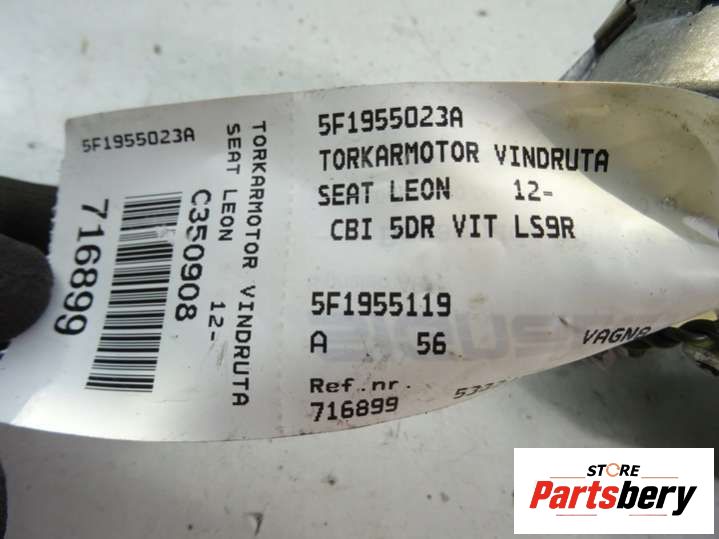 5F1955023A
TORKARMOTOR VINDRUTA
SEAT LEON 12-
C350908
716899
5F1955023A
TORKARMOTOR VINDRUTA
SEAT LEON 12-
CBI 5DR VIT LS9R
5F1955119
A 56
VAGNA
Ref.nr.
716899
STORE
Partsbery